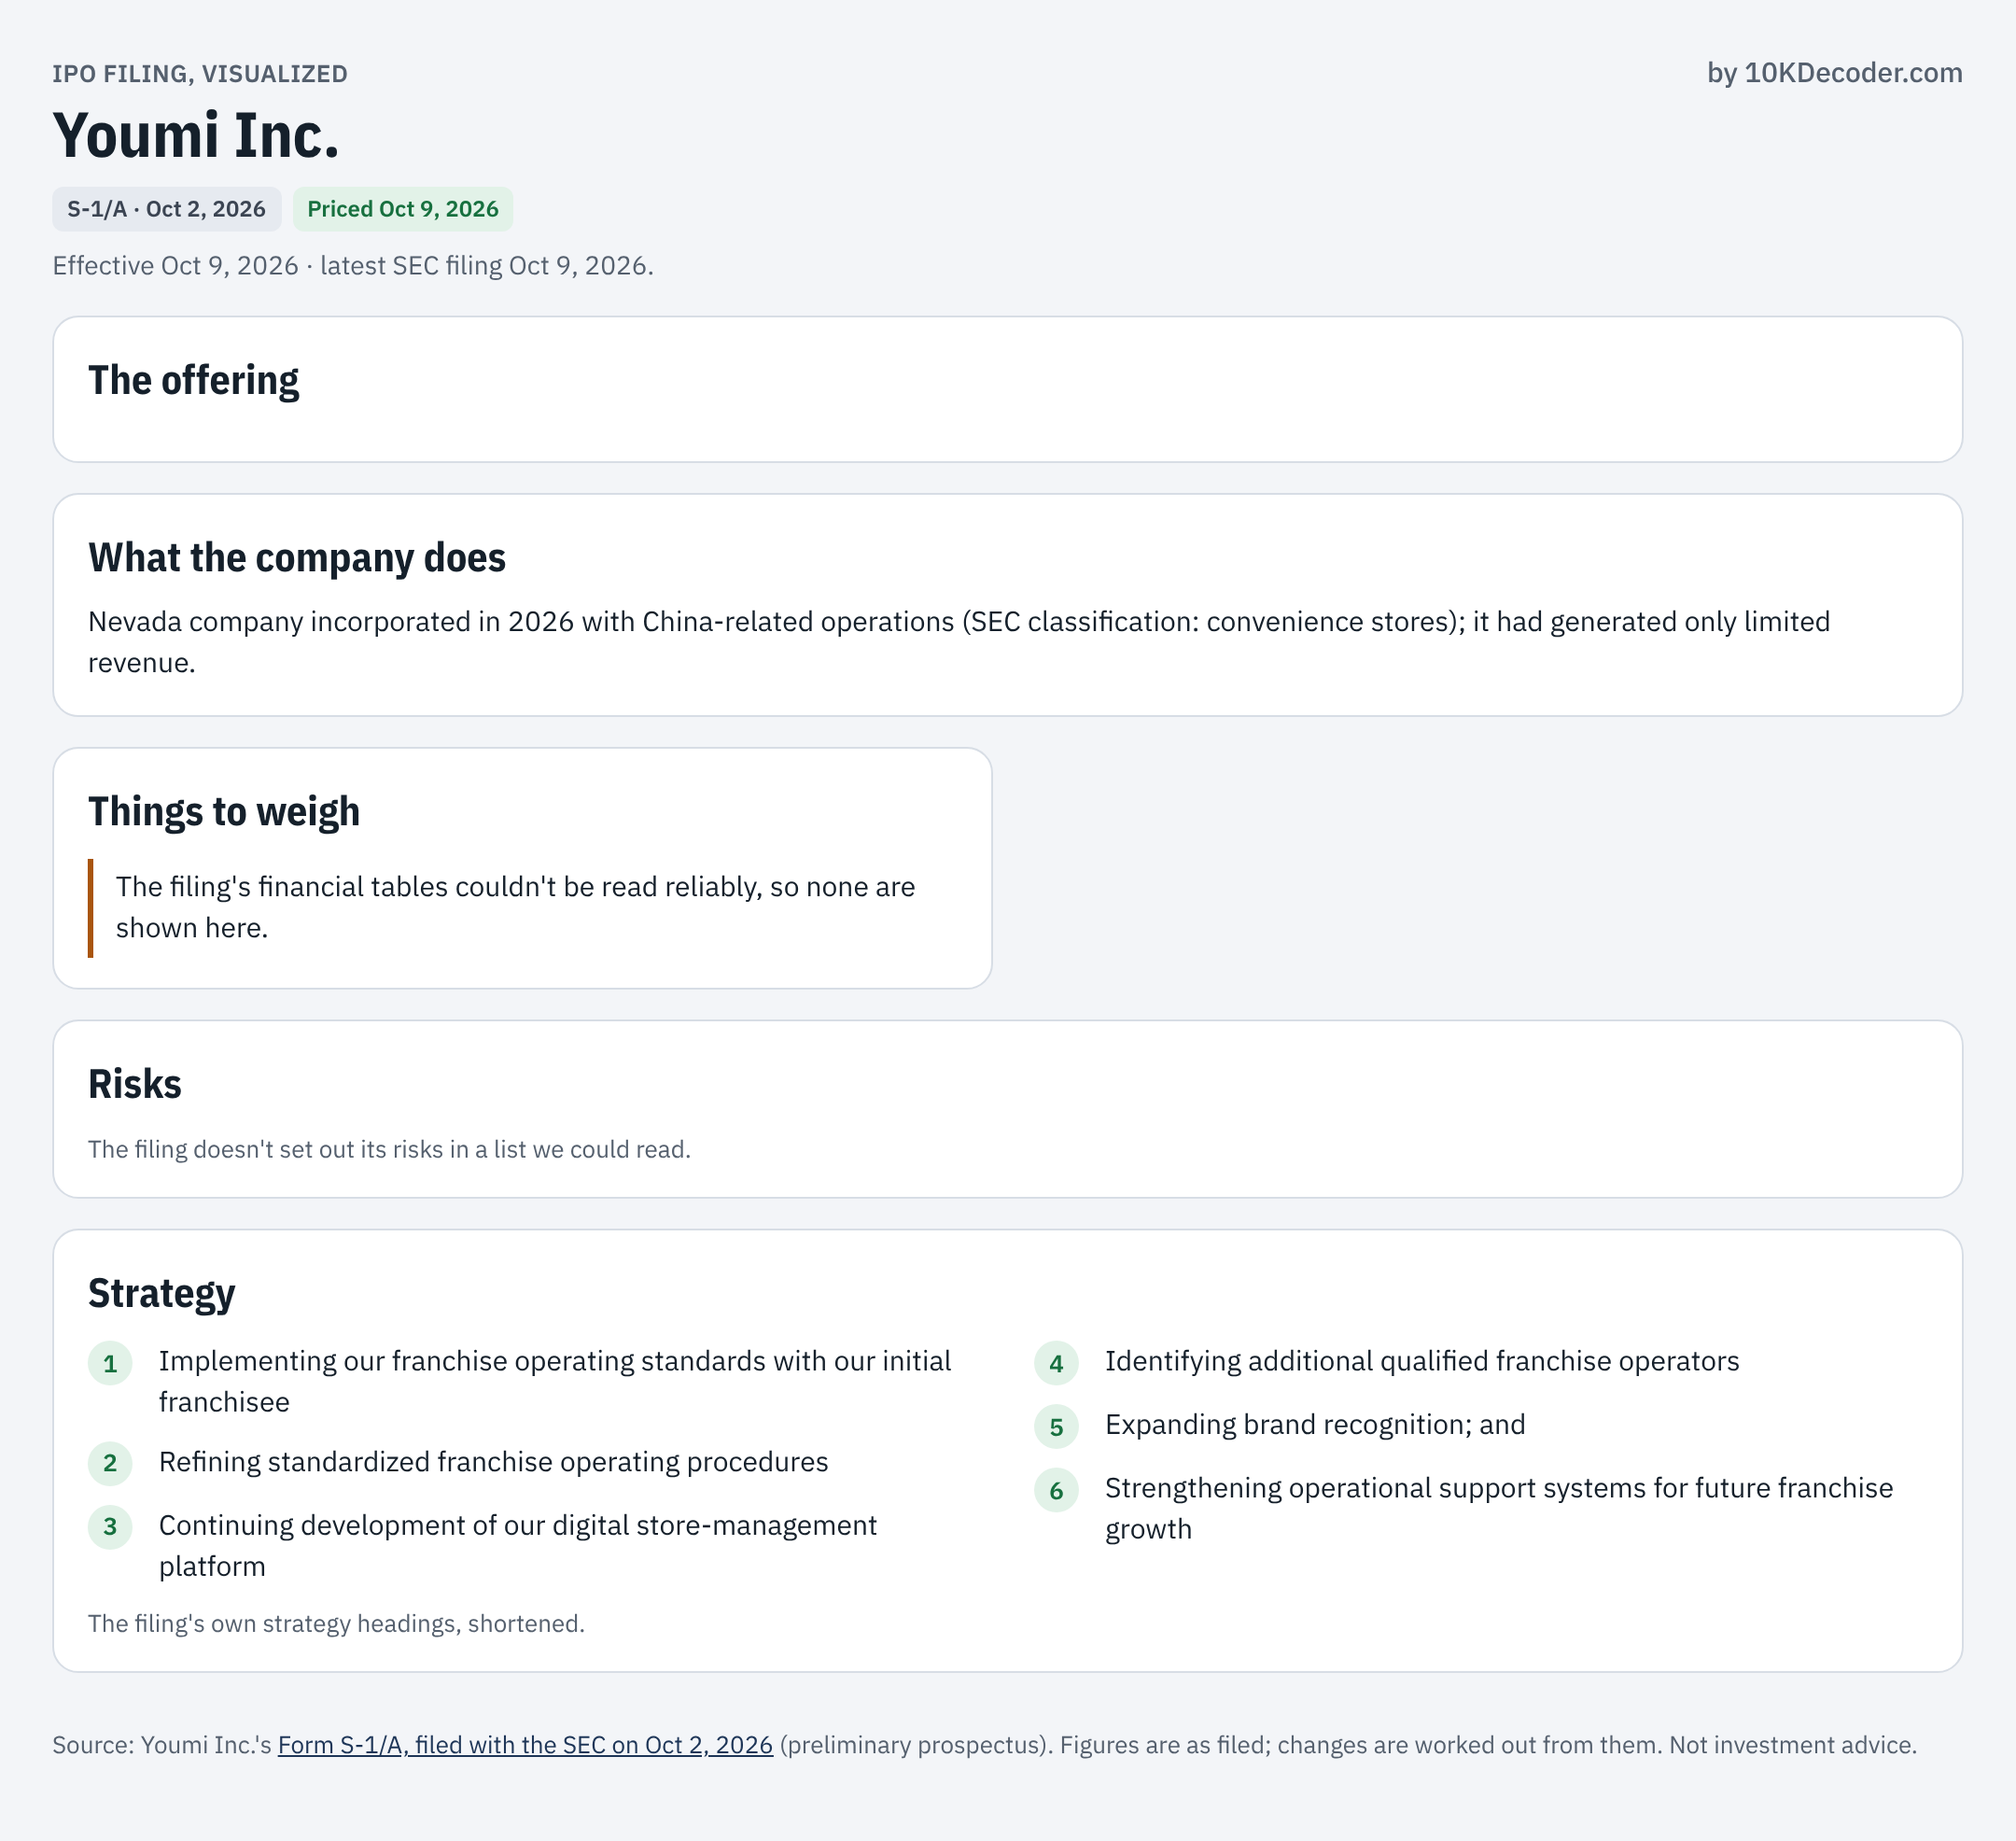 IPO FILING, VISUALIZED
by 10KDecoder.com
Youmi Inc.
S-1/A · Oct 2, 2026
Priced Oct 9, 2026
Effective Oct 9, 2026 · latest SEC filing Oct 9, 2026.
The offering
What the company does
Nevada company incorporated in 2026 with China-related operations (SEC classification: convenience stores); it had generated only limited
revenue.
Things to weigh
The filing's financial tables couldn't be read reliably, so none are
shown here.
Risks
The filing doesn't set out its risks in a list we could read.
Strategy
1 Implementing our franchise operating standards with our initial
franchisee
2 Refining standardized franchise operating procedures
3 Continuing development of our digital store-management
platform
4 Identifying additional qualified franchise operators
5 Expanding brand recognition; and
6 Strengthening operational support systems for future franchise
growth
The filing's own strategy headings, shortened.
Source: Youmi Inc.'s Form S-1/A, filed with the SEC on Oct 2, 2026 (preliminary prospectus). Figures are as filed; changes are worked out from them. Not investment advice.